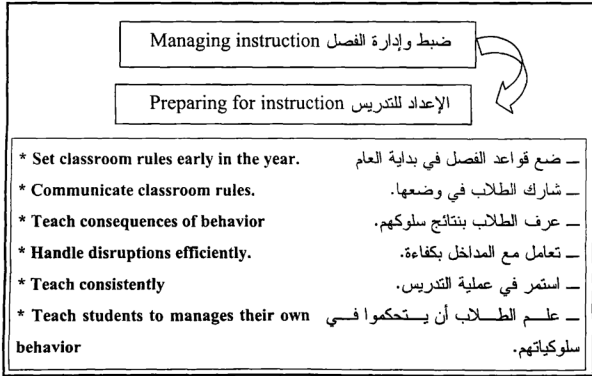 ضبط وإدارة الفصل Managing instruction
الإعداد للتدريس Preparing for instruction
* Set classroom rules early in the year. ــ ضع قواعد الفصل في بداية العام
* Communicate classroom rules. ــ شارك الطلاب في وضعها.
* Teach consequences of behavior ــ عرف الطلاب بنتائج سلوكهم.
* Handle disruptions efficiently. ــ تعامل مع المداخل بكفاءة.
* Teach consistently ــ استمر في عملية التدريس.
* Teach students to manages their own ــ علم الطلاب أن يتحكموا في
behavior سلوكياتهم.